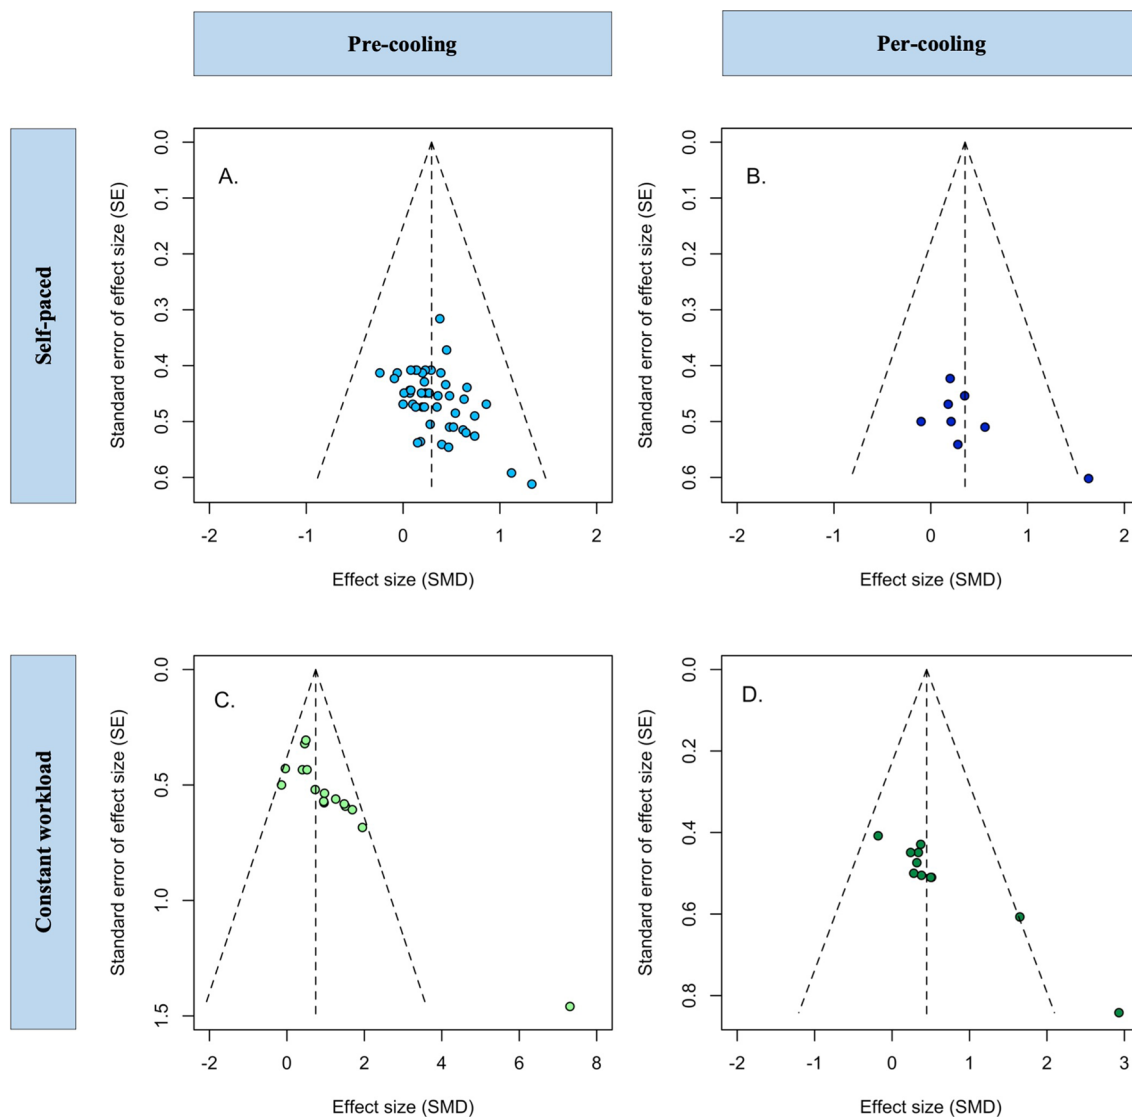 Pre-cooling
Per-cooling
Self-paced
Standard error of effect size (SE)
0.0
0.1
0.2
0.3
0.4
0.5
0.6
A.
-2
-1
0
1
2
Effect size (SMD)
Standard error of effect size (SE)
0.0
0.1
0.2
0.3
0.4
0.5
0.6
B.
-2
-1
0
1
2
Effect size (SMD)
Constant workload
Standard error of effect size (SE)
0.0
0.5
1.0
1.5
C.
-2
0
2
4
6
8
Effect size (SMD)
Standard error of effect size (SE)
0.0
0.2
0.4
0.6
0.8
D.
-2
-1
0
1
2
3
Effect size (SMD)